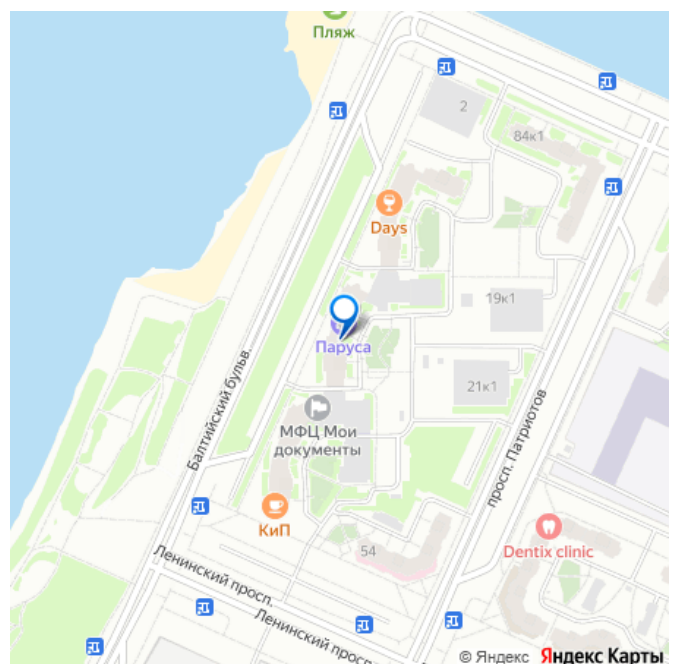 Пляж
2
84к1
Days
19к1
Паруса
21к1
Балтийский бульв.
МФЦ Мои
документы
просп. Патриотов
КиП
Dentix clinic
54
Ленинский просп.
Ленинский просп
© Яндекс Яндекс Карты